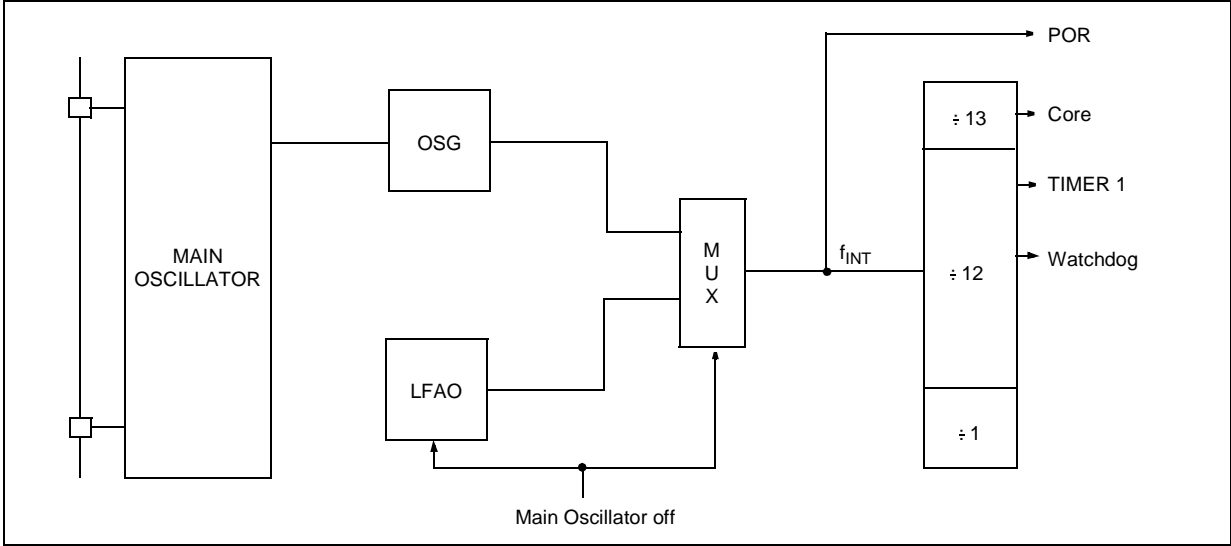 POR
÷ 13
Core
OSG
TIMER 1
MAIN
OSCILLATOR
M
U
X
fINT
÷ 12
Watchdog
LFAO
÷ 1
Main Oscillator off